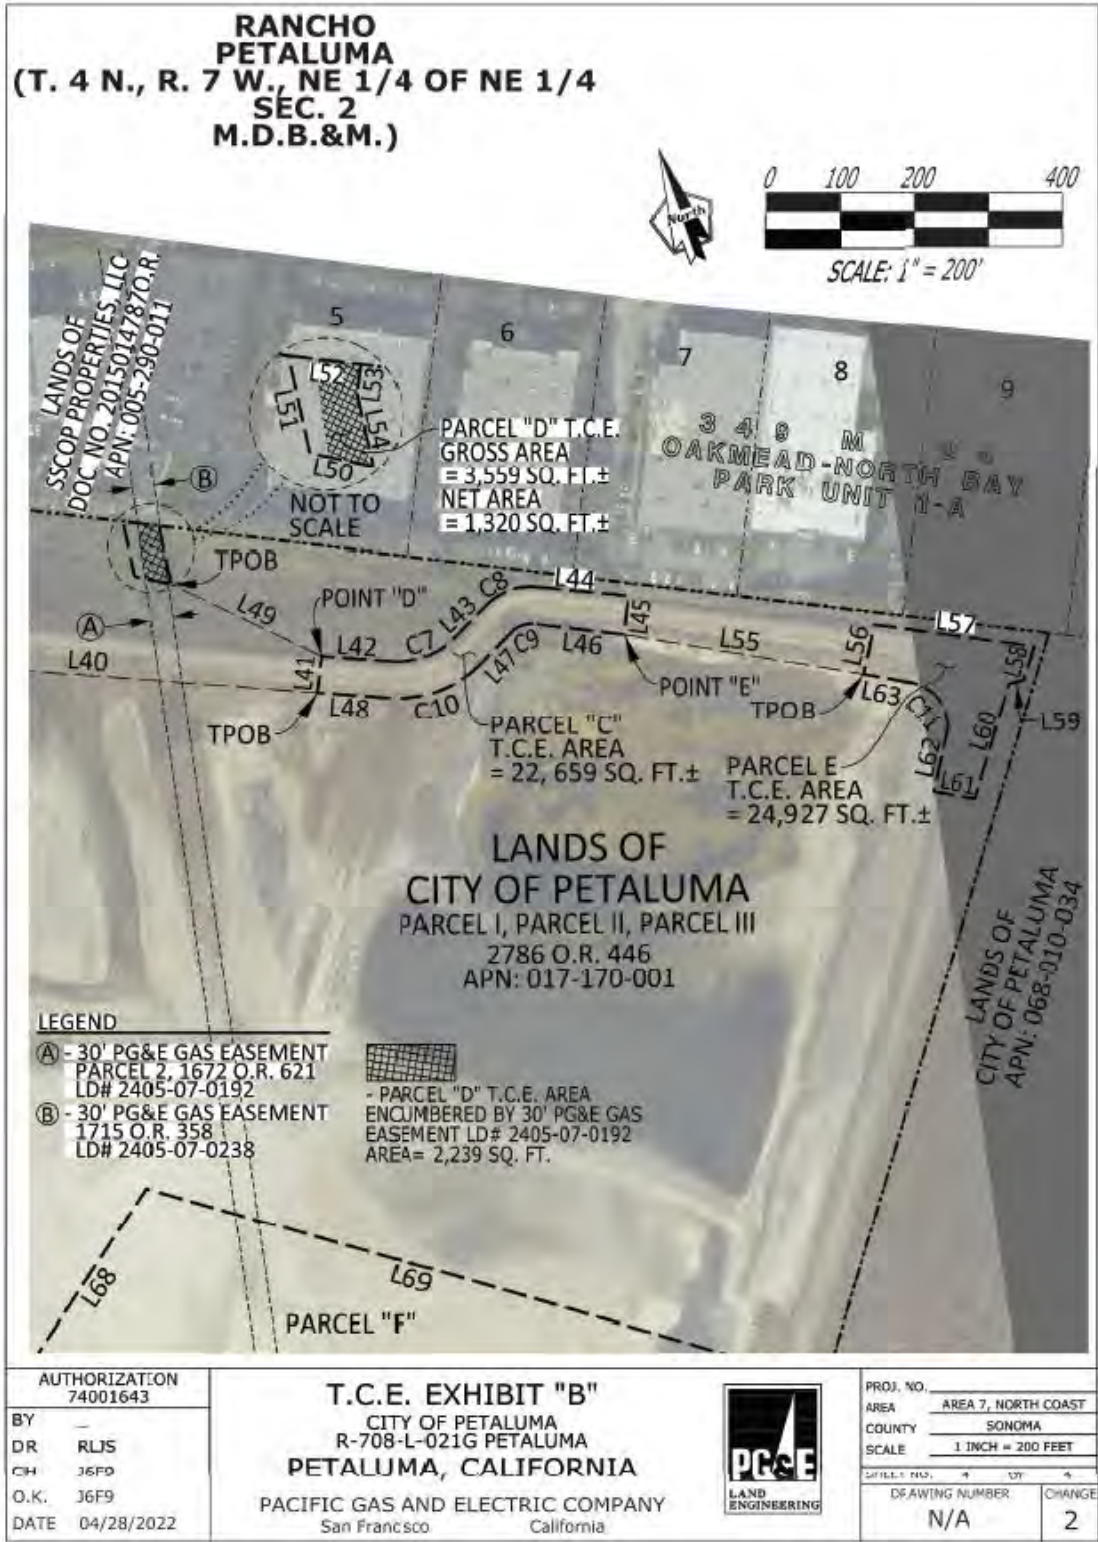 RANCHO
PETALUMA
(T. 4 N., R. 7 W., NE 1/4 OF NE 1/4
SEC. 2
M.D.B.&M.)
North
0 100 200 400
SCALE: 1" = 200'
LANDS OF
SSCOP PROPERTIES, LLC
DOC NO. 2015014787O.R.
APN: 005-290-011
B
5
6
7
8
9
L52
L53
L51
L54
L50
NOT TO
SCALE
PARCEL "D" T.C.E.
GROSS AREA
= 3,559 SQ. FT.±
NET AREA
= 1,320 SQ. FT.±
349 M
OAKMEAD-NORTH BAY
PARK UNIT 1-A
TPOB
POINT "D"
L49
A
L40
L41
L42
C7
L43
C8
L44
L45
C9
L46
L47
L48
C10
L55
L56
L57
L58
L59
L60
L61
L62
L63
C11
POINT "E"
TPOB
TPOB
PARCEL "C"
T.C.E. AREA
= 22, 659 SQ. FT.±
PARCEL E
T.C.E. AREA
= 24,927 SQ. FT.±
LANDS OF
CITY OF PETALUMA
PARCEL I, PARCEL II, PARCEL III
2786 O.R. 446
APN: 017-170-001
LANDS OF
CITY OF PETALUMA
APN: 068-010-034
LEGEND
A - 30' PG&E GAS EASEMENT
PARCEL 2, 1672 O.R. 621
LD# 2405-07-0192
B - 30' PG&E GAS EASEMENT
1715 O.R. 358
LD# 2405-07-0238
- PARCEL "D" T.C.E. AREA
ENCUMBERED BY 30' PG&E GAS
EASEMENT LD# 2405-07-0192
AREA= 2,239 SQ. FT.
L68
L69
PARCEL "F"
AUTHORIZATION
74001643
BY _
DR RLJS
CH J6F9
O.K. J6F9
DATE 04/28/2022
T.C.E. EXHIBIT "B"
CITY OF PETALUMA
R-708-L-021G PETALUMA
PETALUMA, CALIFORNIA
PACIFIC GAS AND ELECTRIC COMPANY
San Francisco California
PG&E
LAND
ENGINEERING
PROJ. NO.
AREA AREA 7, NORTH COAST
COUNTY SONOMA
SCALE 1 INCH = 200 FEET
SHEET NO. 4 OF 4
DRAWING NUMBER
N/A
CHANGE
2